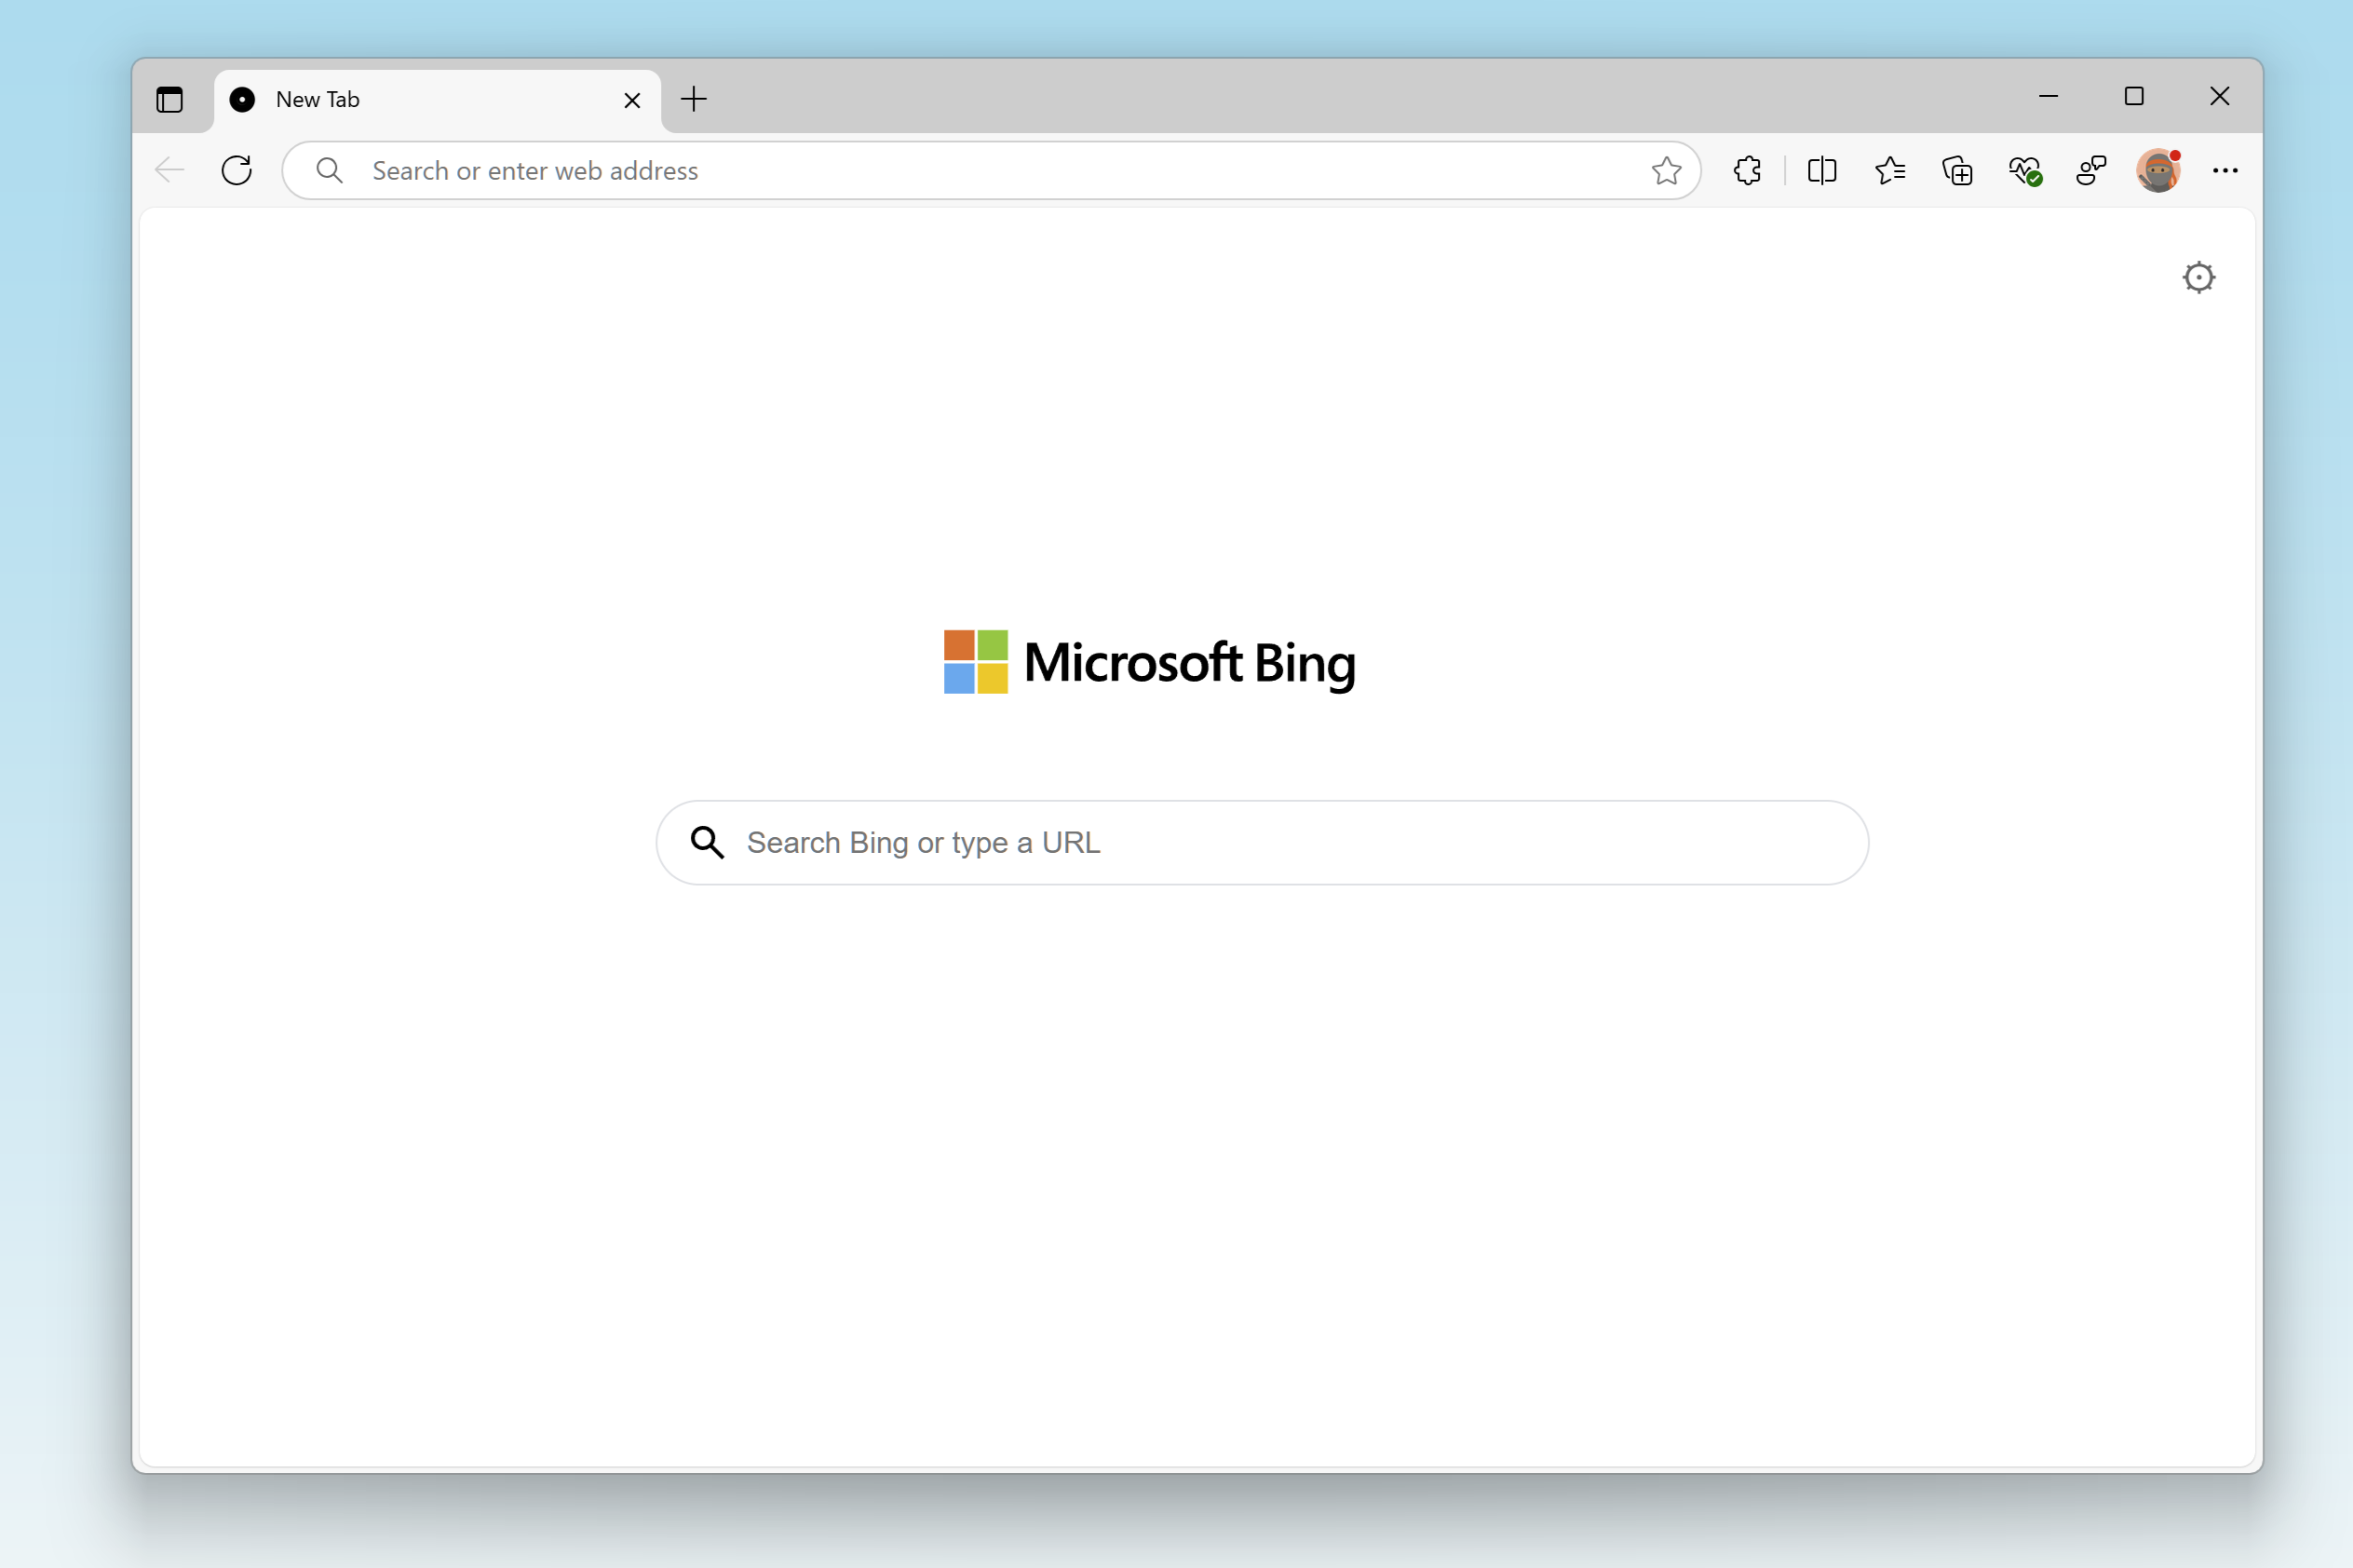 New Tab
Search or enter web address
Microsoft Bing
Search Bing or type a URL